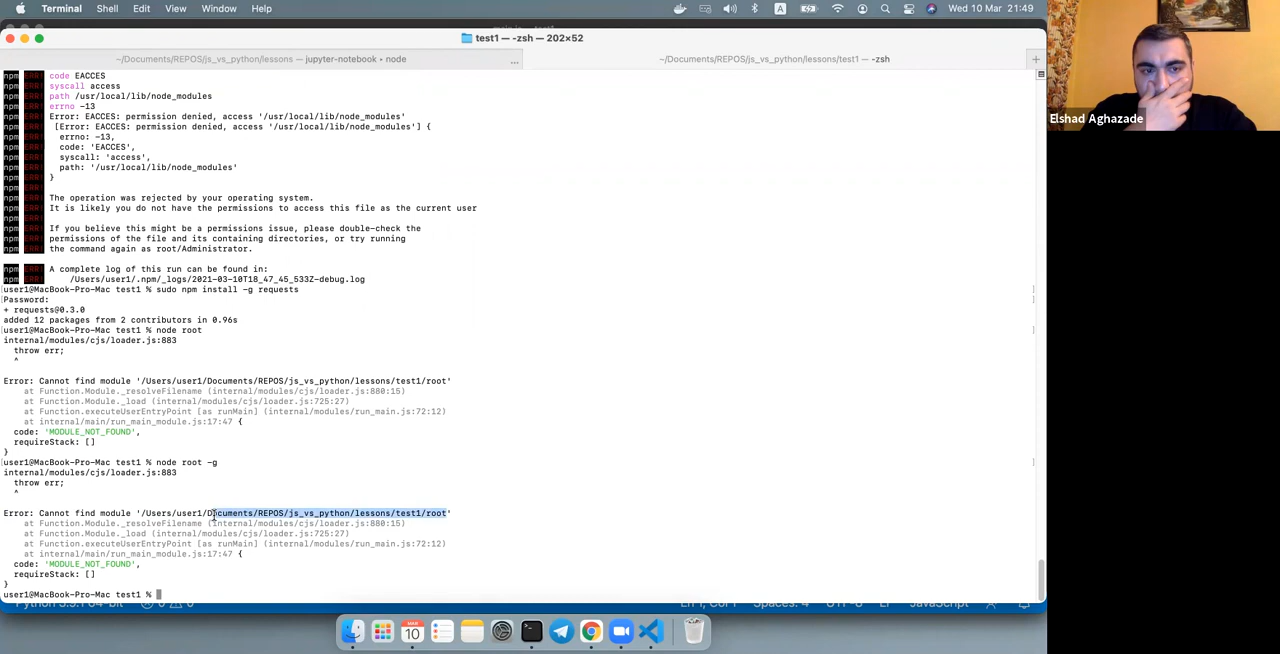 Terminal Shell Edit View Window Help
A
Wed 10 Mar 21:49
test1 — -zsh — 202×52
~/Documents/REPOS/js_vs_python/lessons — jupyter-notebook • node
...
~/Documents/REPOS/js_vs_python/lessons/test1 — -zsh
+
npm ERR! code EACCES
npm ERR! syscall access
npm ERR! path /usr/local/lib/node_modules
npm ERR! errno -13
npm ERR! Error: EACCES: permission denied, access '/usr/local/lib/node_modules'
npm ERR!  [Error: EACCES: permission denied, access '/usr/local/lib/node_modules'] {
npm ERR!   errno: -13,
npm ERR!   code: 'EACCES',
npm ERR!   syscall: 'access',
npm ERR!   path: '/usr/local/lib/node_modules'
npm ERR! }
npm ERR!
npm ERR! The operation was rejected by your operating system.
npm ERR! It is likely you do not have the permissions to access this file as the current user
npm ERR!
npm ERR! If you believe this might be a permissions issue, please double-check the
npm ERR! permissions of the file and its containing directories, or try running
npm ERR! the command again as root/Administrator.
npm ERR! A complete log of this run can be found in:
npm ERR!     /Users/user1/.npm/_logs/2021-03-10T18_47_45_533Z-debug.log
[user1@MacBook-Pro-Mac test1 % sudo npm install -g requests ]
[Password: ]
+ requests@0.3.0
added 12 packages from 2 contributors in 0.96s
[user1@MacBook-Pro-Mac test1 % node root ]
internal/modules/cjs/loader.js:883
  throw err;
  ^
Error: Cannot find module '/Users/user1/Documents/REPOS/js_vs_python/lessons/test1/root'
    at Function.Module._resolveFilename (internal/modules/cjs/loader.js:880:15)
    at Function.Module._load (internal/modules/cjs/loader.js:725:27)
    at Function.executeUserEntryPoint [as runMain] (internal/modules/run_main.js:72:12)
    at internal/main/run_main_module.js:17:47 {
  code: 'MODULE_NOT_FOUND',
  requireStack: []
}
[user1@MacBook-Pro-Mac test1 % node root -g ]
internal/modules/cjs/loader.js:883
  throw err;
  ^
Error: Cannot find module '/Users/user1/Documents/REPOS/js_vs_python/lessons/test1/root'
    at Function.Module._resolveFilename (internal/modules/cjs/loader.js:880:15)
    at Function.Module._load (internal/modules/cjs/loader.js:725:27)
    at Function.executeUserEntryPoint [as runMain] (internal/modules/run_main.js:72:12)
    at internal/main/run_main_module.js:17:47 {
  code: 'MODULE_NOT_FOUND',
  requireStack: []
}
user1@MacBook-Pro-Mac test1 %
MAR
10
Elshad Aghazade